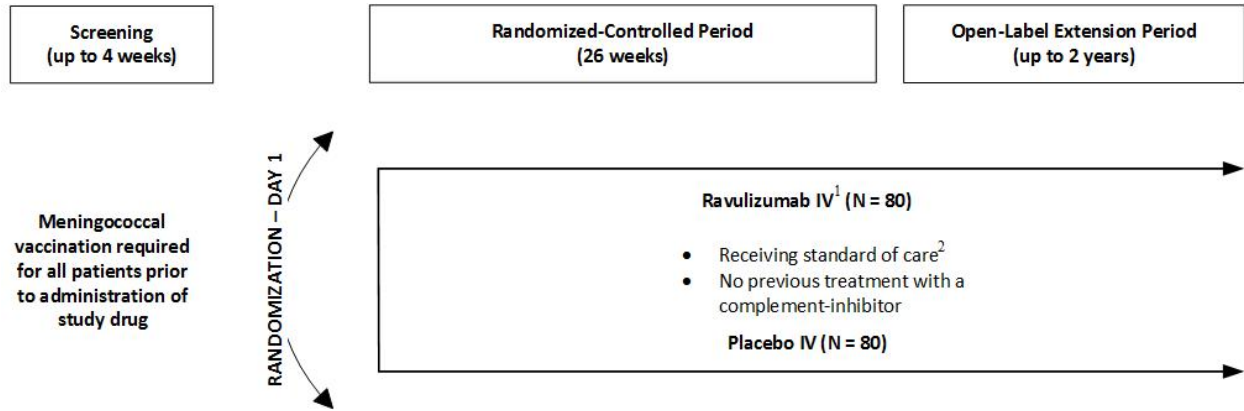 Screening
(up to 4 weeks)
Randomized-Controlled Period
(26 weeks)
Open-Label Extension Period
(up to 2 years)
Meningococcal
vaccination required
for all patients prior
to administration of
study drug
RANDOMIZATION – DAY 1
Ravulizumab IV¹ (N = 80)
• Receiving standard of care²
• No previous treatment with a
complement-inhibitor
Placebo IV (N = 80)